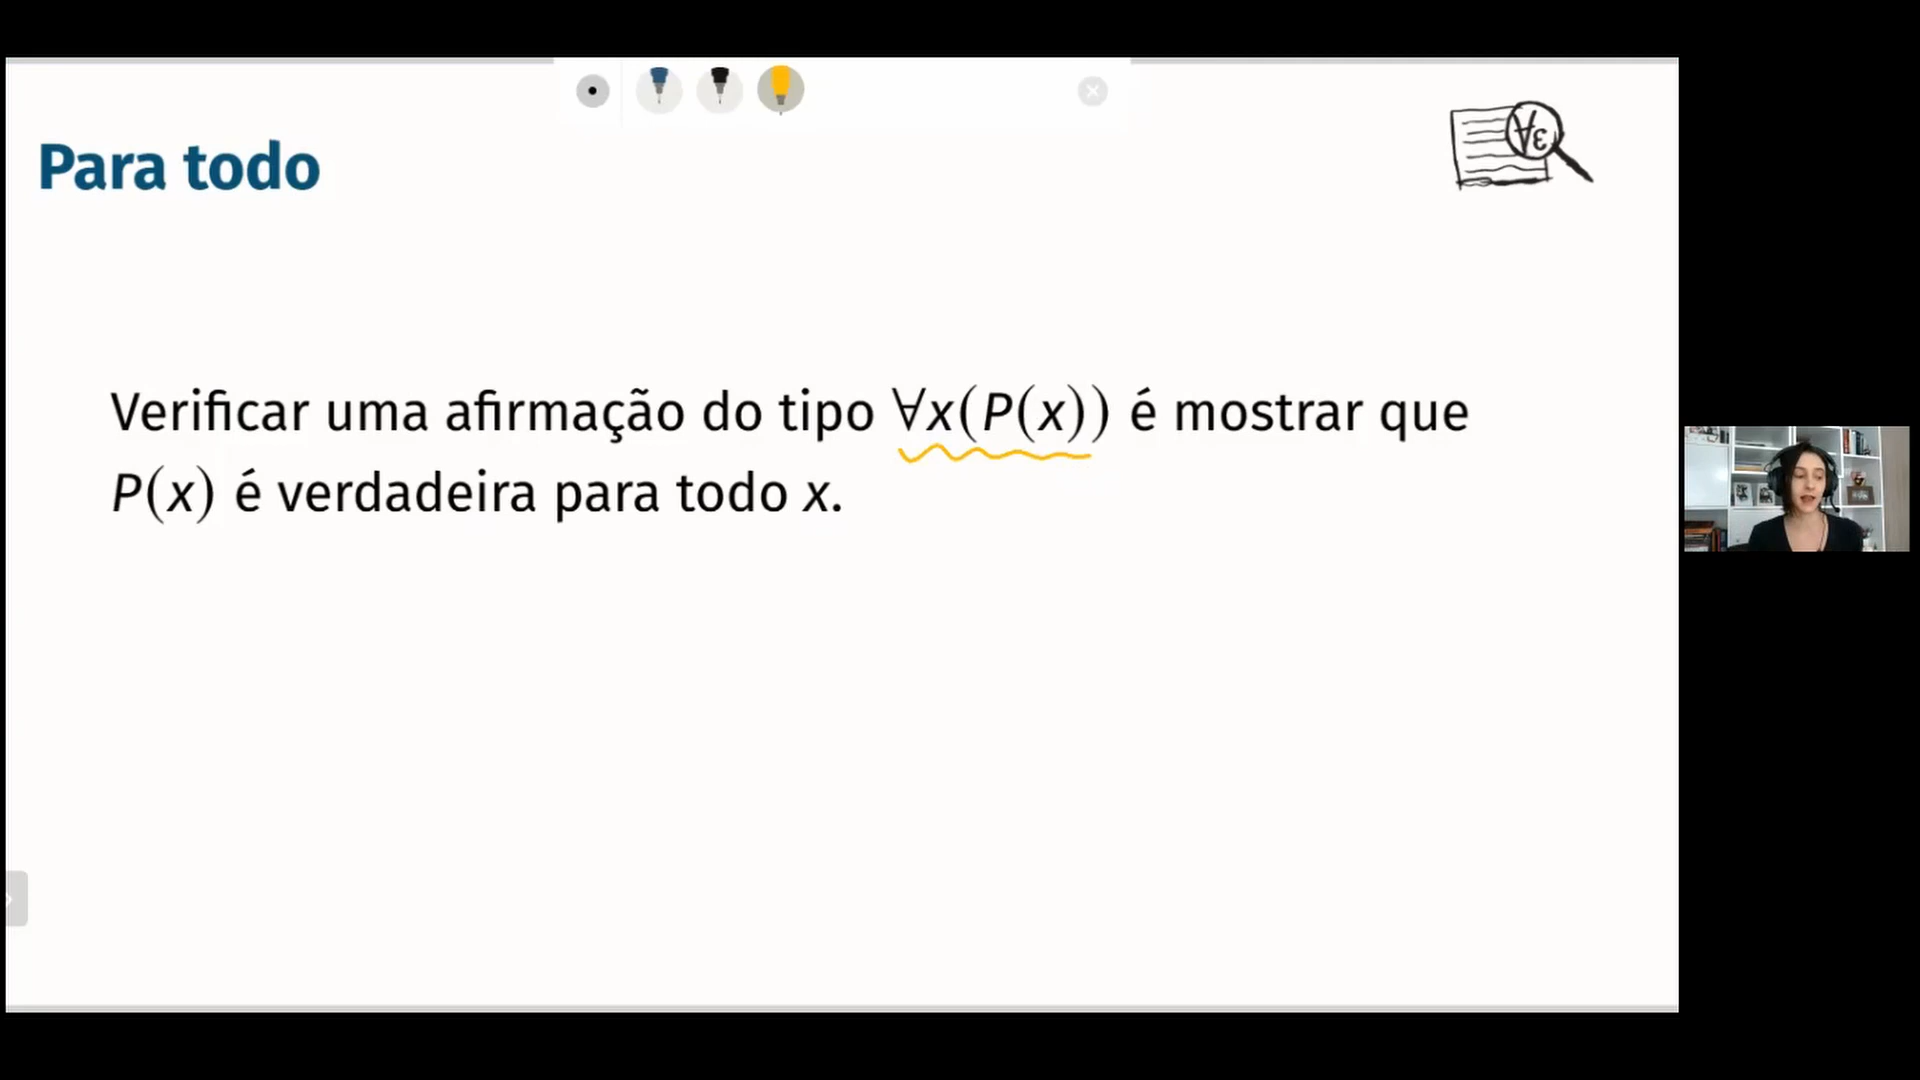 Para todo
∀∃
Verificar uma afirmação do tipo ∀x(P(x)) é mostrar que
P(x) é verdadeira para todo x.